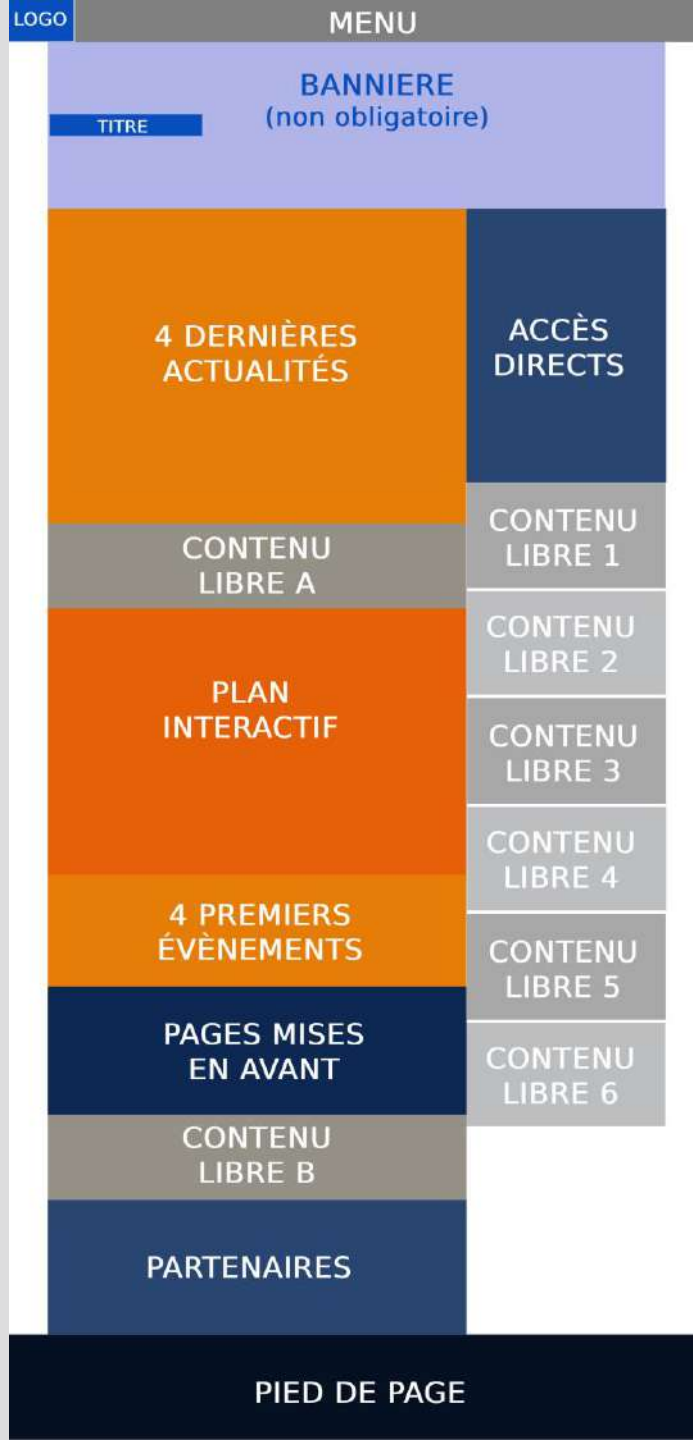 LOGO
MENU
BANNIERE
(non obligatoire)
TITRE
4 DERNIÈRES
ACTUALITÉS
CONTENU
LIBRE A
PLAN
INTERACTIF
4 PREMIERS
ÉVÈNEMENTS
PAGES MISES
EN AVANT
CONTENU
LIBRE B
PARTENAIRES
ACCÈS
DIRECTS
CONTENU
LIBRE 1
CONTENU
LIBRE 2
CONTENU
LIBRE 3
CONTENU
LIBRE 4
CONTENU
LIBRE 5
CONTENU
LIBRE 6
PIED DE PAGE